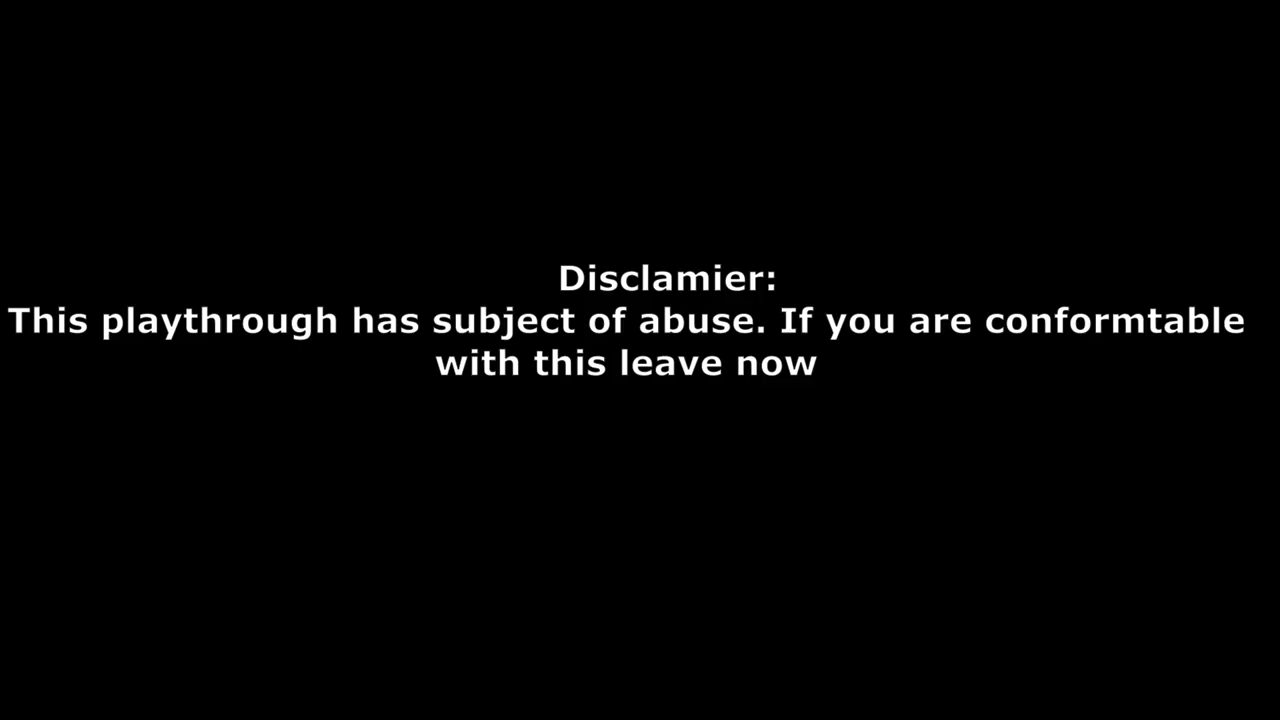 Disclamier:
This playthrough has subject of abuse. If you are conformtable
with this leave now